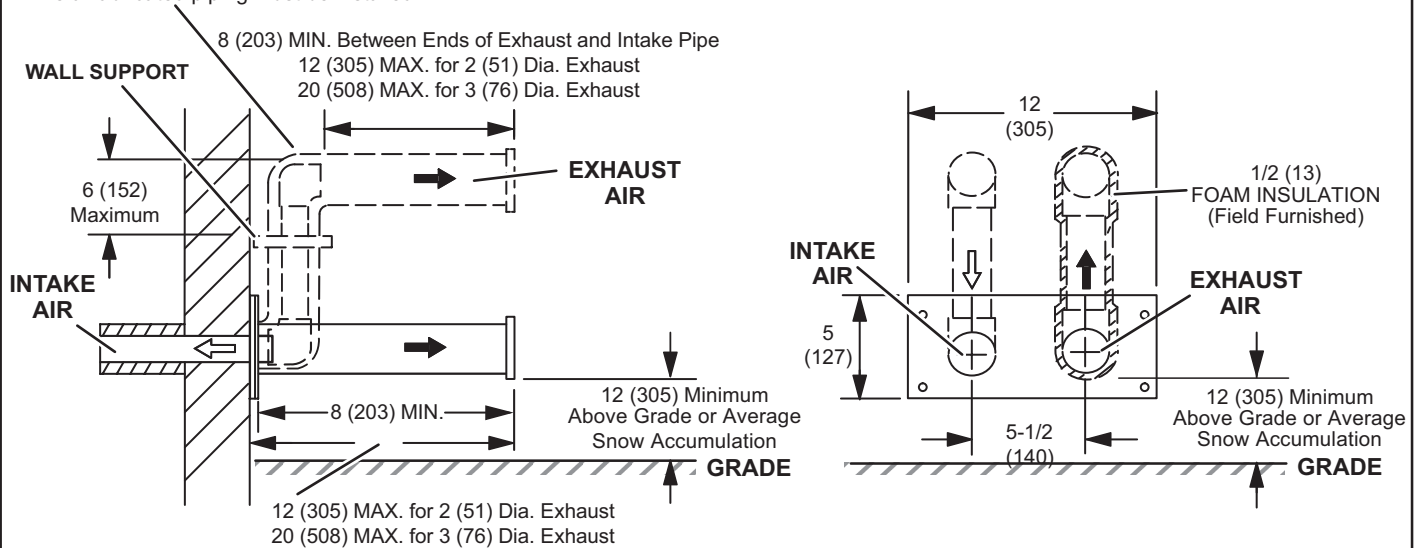 8 (203) MIN. Between Ends of Exhaust and Intake Pipe
12 (305) MAX. for 2 (51) Dia. Exhaust
20 (508) MAX. for 3 (76) Dia. Exhaust
WALL SUPPORT
EXHAUST
AIR
6 (152)
Maximum
INTAKE
AIR
8 (203) MIN.
12 (305) Minimum
Above Grade or Average
Snow Accumulation
GRADE
12 (305) MAX. for 2 (51) Dia. Exhaust
20 (508) MAX. for 3 (76) Dia. Exhaust
12
(305)
1/2 (13)
FOAM INSULATION
(Field Furnished)
INTAKE
AIR
EXHAUST
AIR
5
(127)
5-1/2
(140)
12 (305) Minimum
Above Grade or Average
Snow Accumulation
GRADE